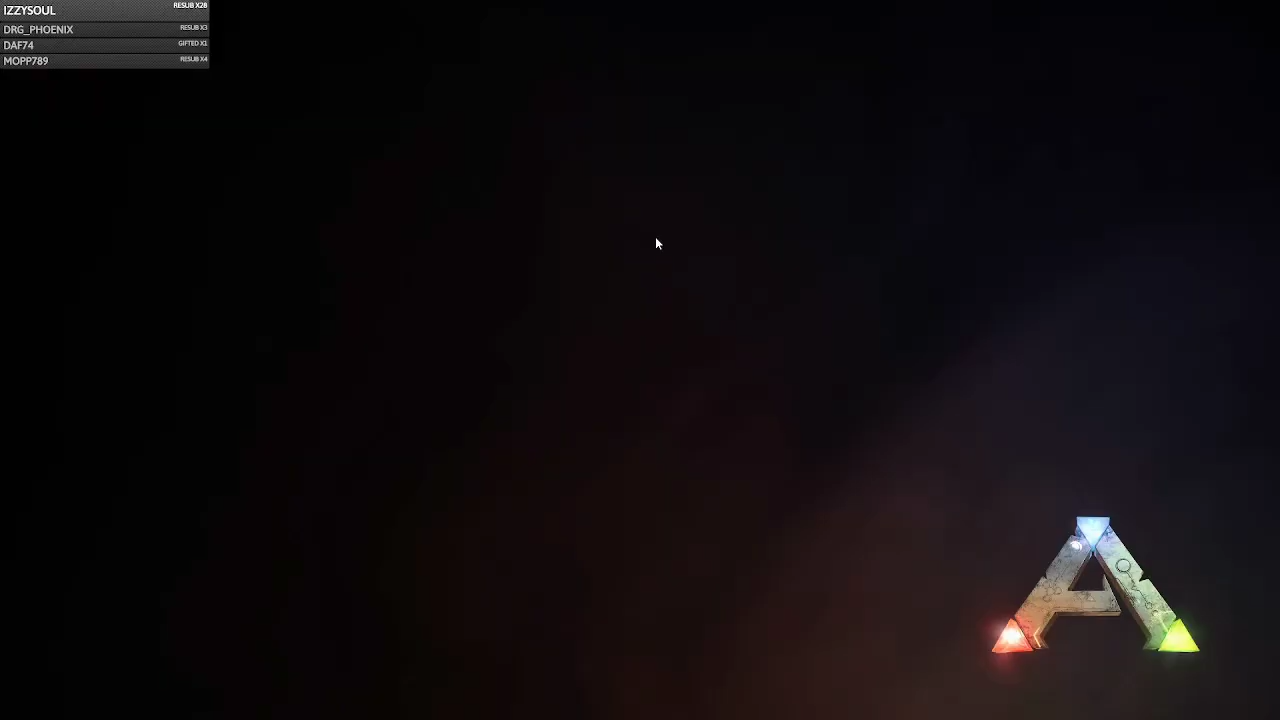 IZZYSOUL RESUB X28
DRG_PHOENIX RESUB X3
DAF74 GIFTED X1
MOPP789 RESUB X4